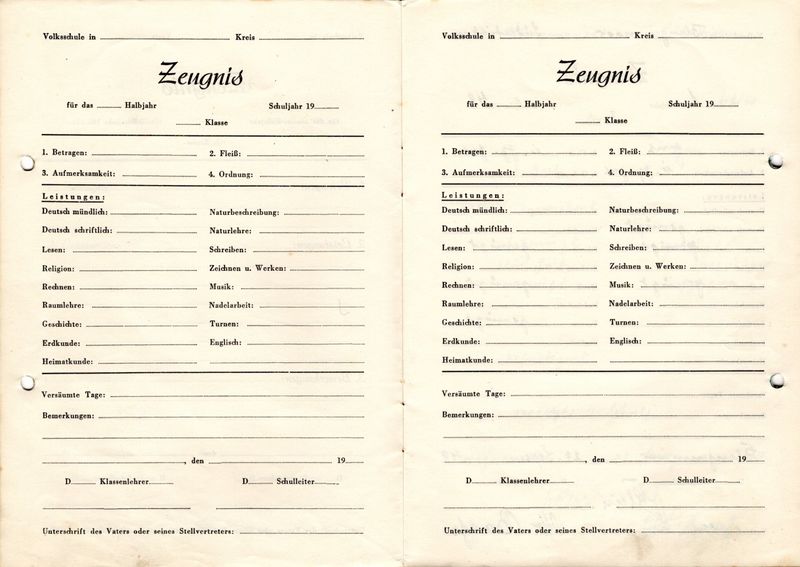 Volksschule in Kreis
Zeugnis
für das Halbjahr Schuljahr 19
Klasse
1. Betragen: 2. Fleiß:
3. Aufmerksamkeit: 4. Ordnung:
Leistungen:
Deutsch mündlich: Naturbeschreibung:
Deutsch schriftlich: Naturlehre:
Lesen: Schreiben:
Religion: Zeichnen u. Werken:
Rechnen: Musik:
Raumlehre: Nadelarbeit:
Geschichte: Turnen:
Erdkunde: Englisch:
Heimatkunde:
Versäumte Tage:
Bemerkungen:
, den 19
D Klassenlehrer D Schulleiter
Unterschrift des Vaters oder seines Stellvertreters:
Volksschule in Kreis
Zeugnis
für das Halbjahr Schuljahr 19
Klasse
1. Betragen: 2. Fleiß:
3. Aufmerksamkeit: 4. Ordnung:
Leistungen:
Deutsch mündlich: Naturbeschreibung:
Deutsch schriftlich: Naturlehre:
Lesen: Schreiben:
Religion: Zeichnen u. Werken:
Rechnen: Musik:
Raumlehre: Nadelarbeit:
Geschichte: Turnen:
Erdkunde: Englisch:
Heimatkunde:
Versäumte Tage:
Bemerkungen:
, den 19
D Klassenlehrer D Schulleiter
Unterschrift des Vaters oder seines Stellvertreters: